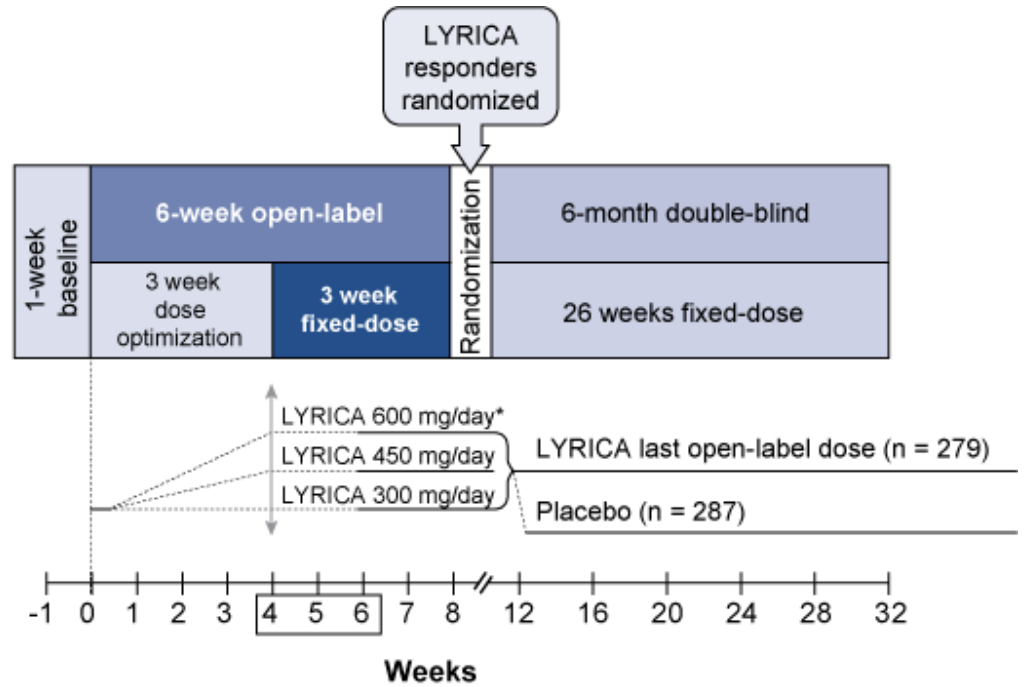 LYRICA
responders
randomized
1-week
baseline
6-week open-label
3 week
dose
optimization
3 week
fixed-dose
Randomization
6-month double-blind
26 weeks fixed-dose
LYRICA 600 mg/day*
LYRICA 450 mg/day
LYRICA 300 mg/day
LYRICA last open-label dose (n = 279)
Placebo (n = 287)
-1 0 1 2 3 4 5 6 7 8 12 16 20 24 28 32
Weeks